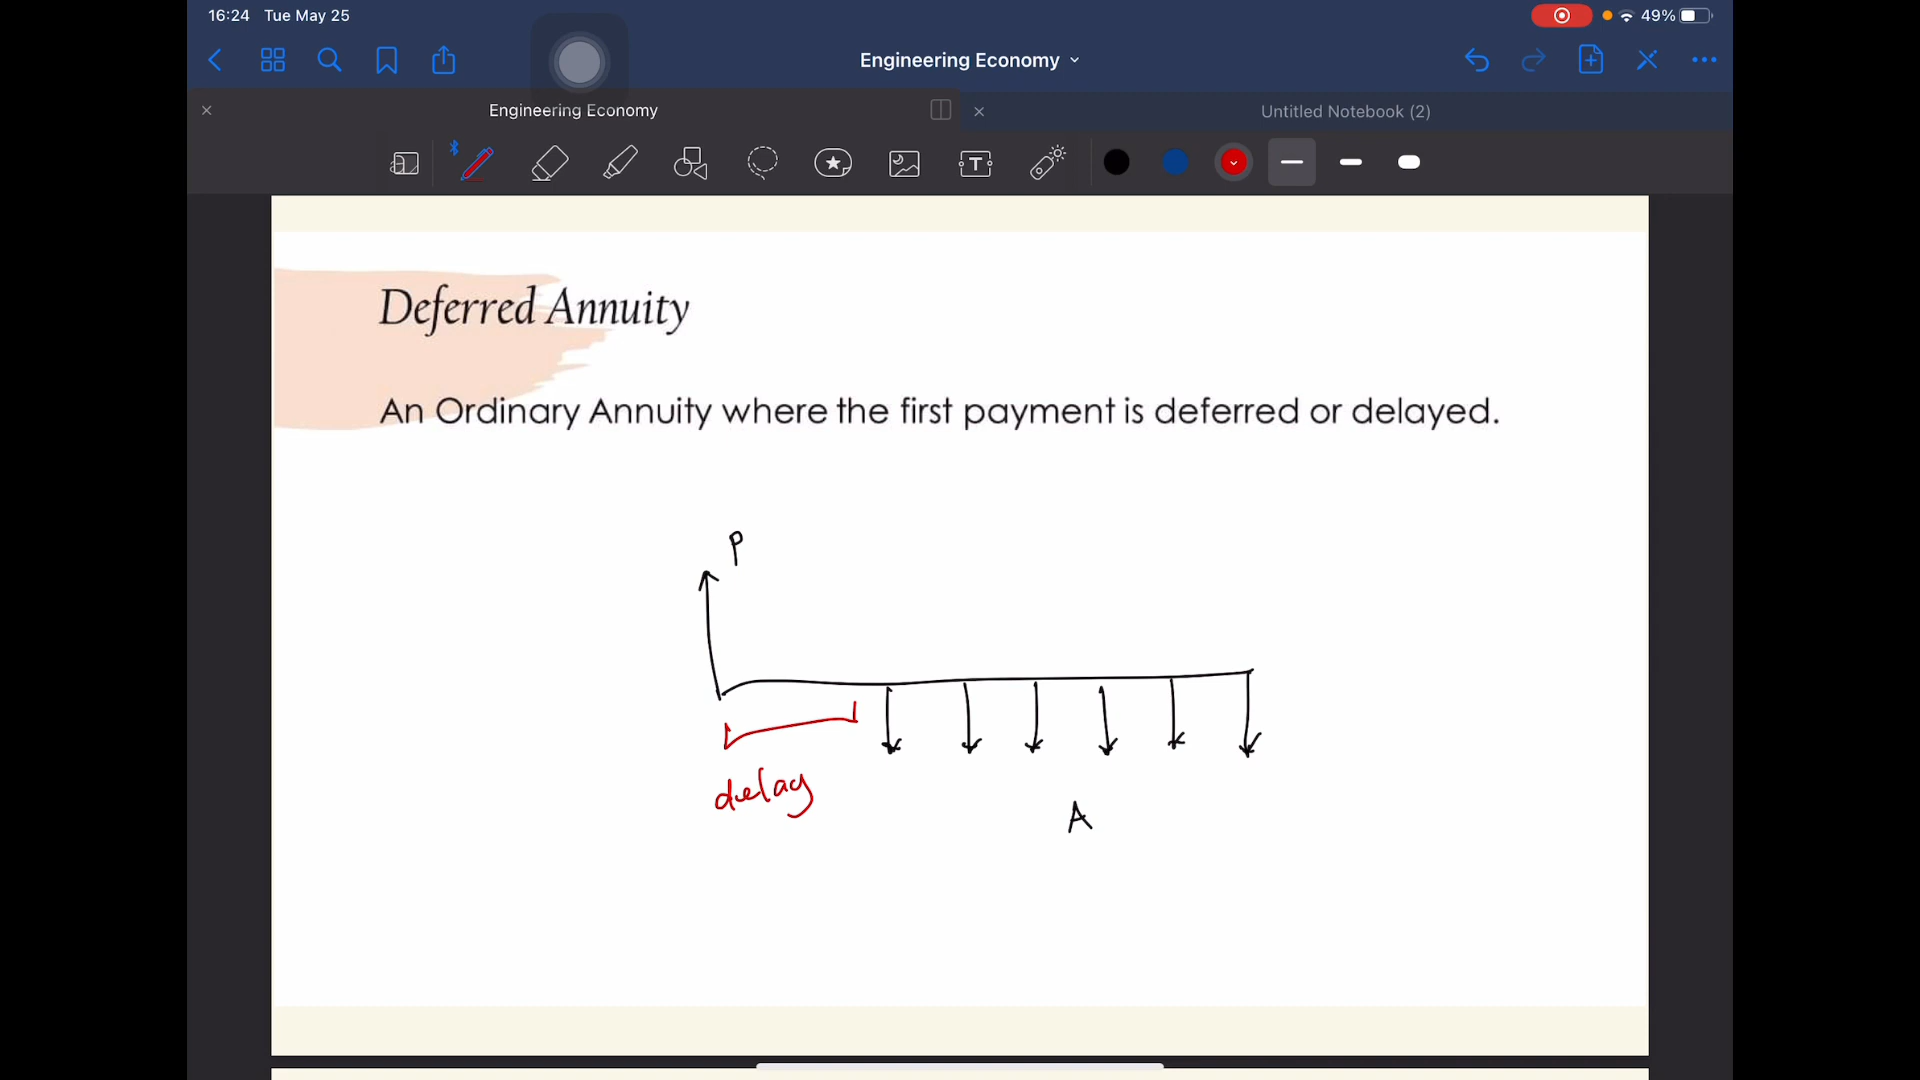 16:24 Tue May 25
49%
Engineering Economy
Engineering Economy
Untitled Notebook (2)
T
Deferred Annuity
An Ordinary Annuity where the first payment is deferred or delayed.
P
delay
A